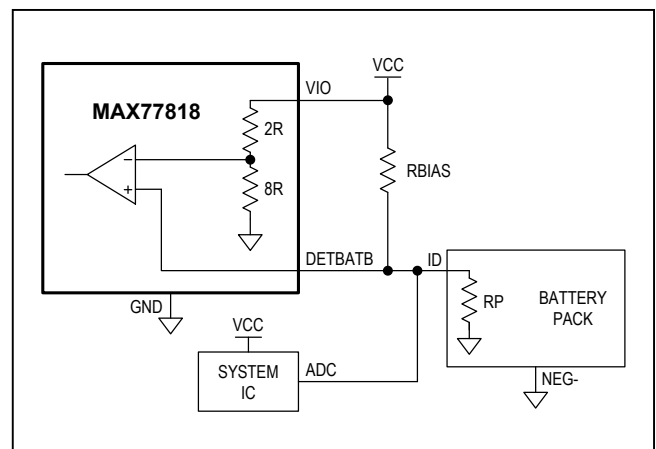 VCC
VIO
MAX77818
2R
8R
−
+
RBIAS
DETBATB
ID
RP
BATTERY
PACK
GND
VCC
SYSTEM
IC
ADC
NEG-